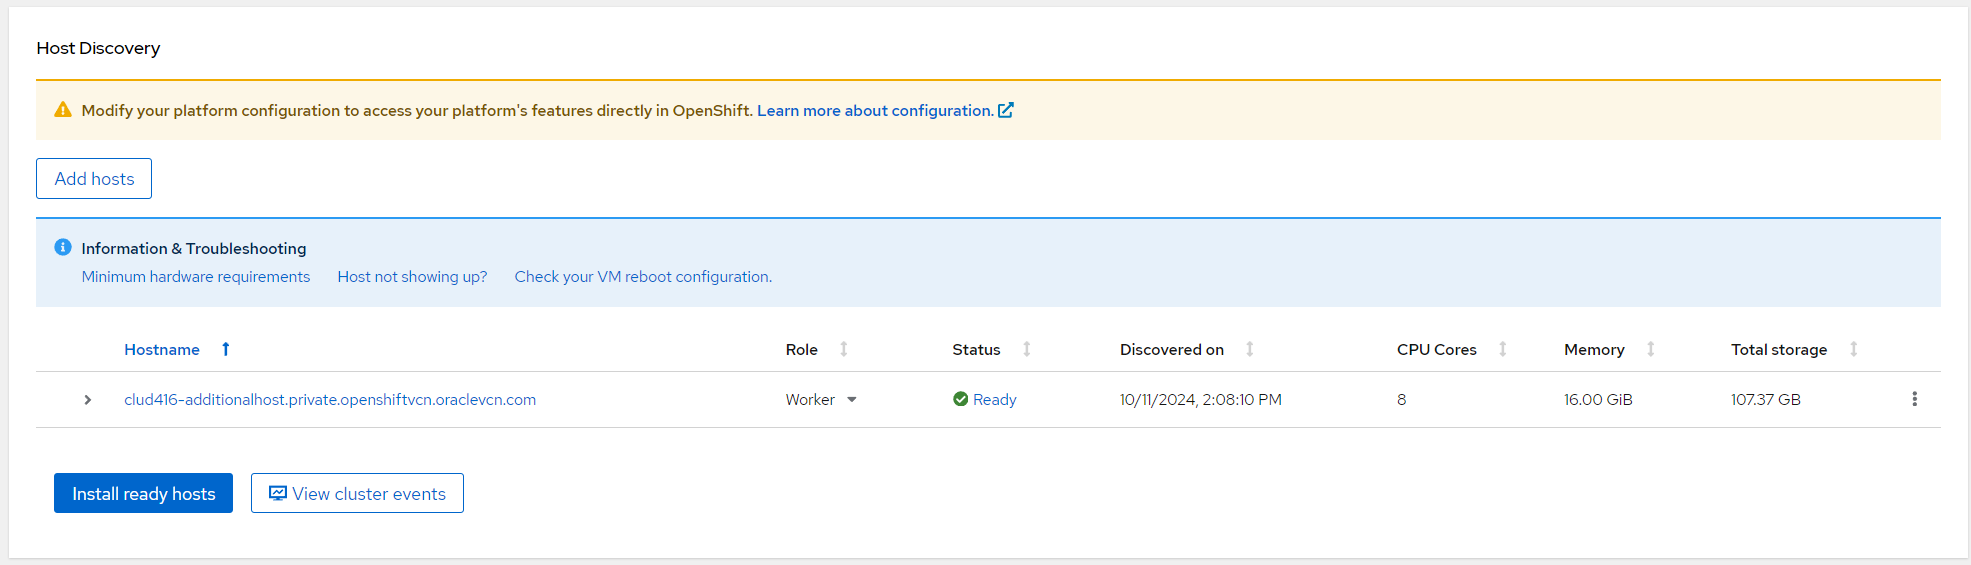 Host Discovery
Modify your platform configuration to access your platform's features directly in OpenShift. Learn more about configuration.
Add hosts
Information & Troubleshooting
Minimum hardware requirements Host not showing up? Check your VM reboot configuration.
Hostname Role Status Discovered on CPU Cores Memory Total storage
clud416-additionalhost.private.openshiftvcn.oraclevcn.com Worker Ready 10/11/2024, 2:08:10 PM 8 16.00 GiB 107.37 GB
Install ready hosts View cluster events